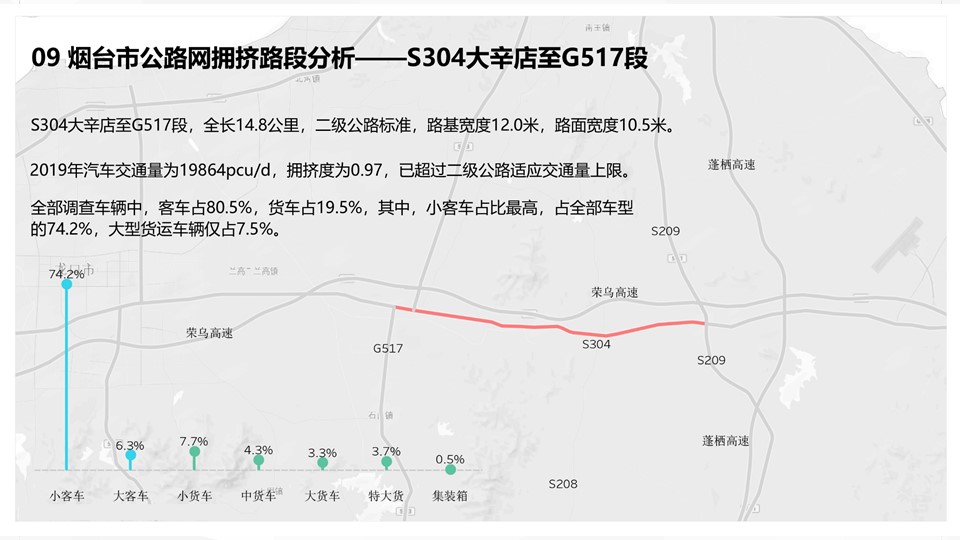 09 烟台市公路网拥挤路段分析——S304大辛店至G517段
S304大辛店至G517段，全长14.8公里，二级公路标准，路基宽度12.0米，路面宽度10.5米。
2019年汽车交通量为19864pcu/d，拥挤度为0.97，已超过二级公路适应交通量上限。
全部调查车辆中，客车占80.5%，货车占19.5%，其中，小客车占比最高，占全部车型
的74.2%，大型货运车辆仅占7.5%。
蓬栖高速
S209
龙口市
74.2%
荣乌高速
荣乌高速
G517
S304
S209
蓬栖高速
6.3%
7.7%
4.3%
3.3%
3.7%
0.5%
S208
小客车
大客车
小货车
中货车
大货车
特大货
集装箱